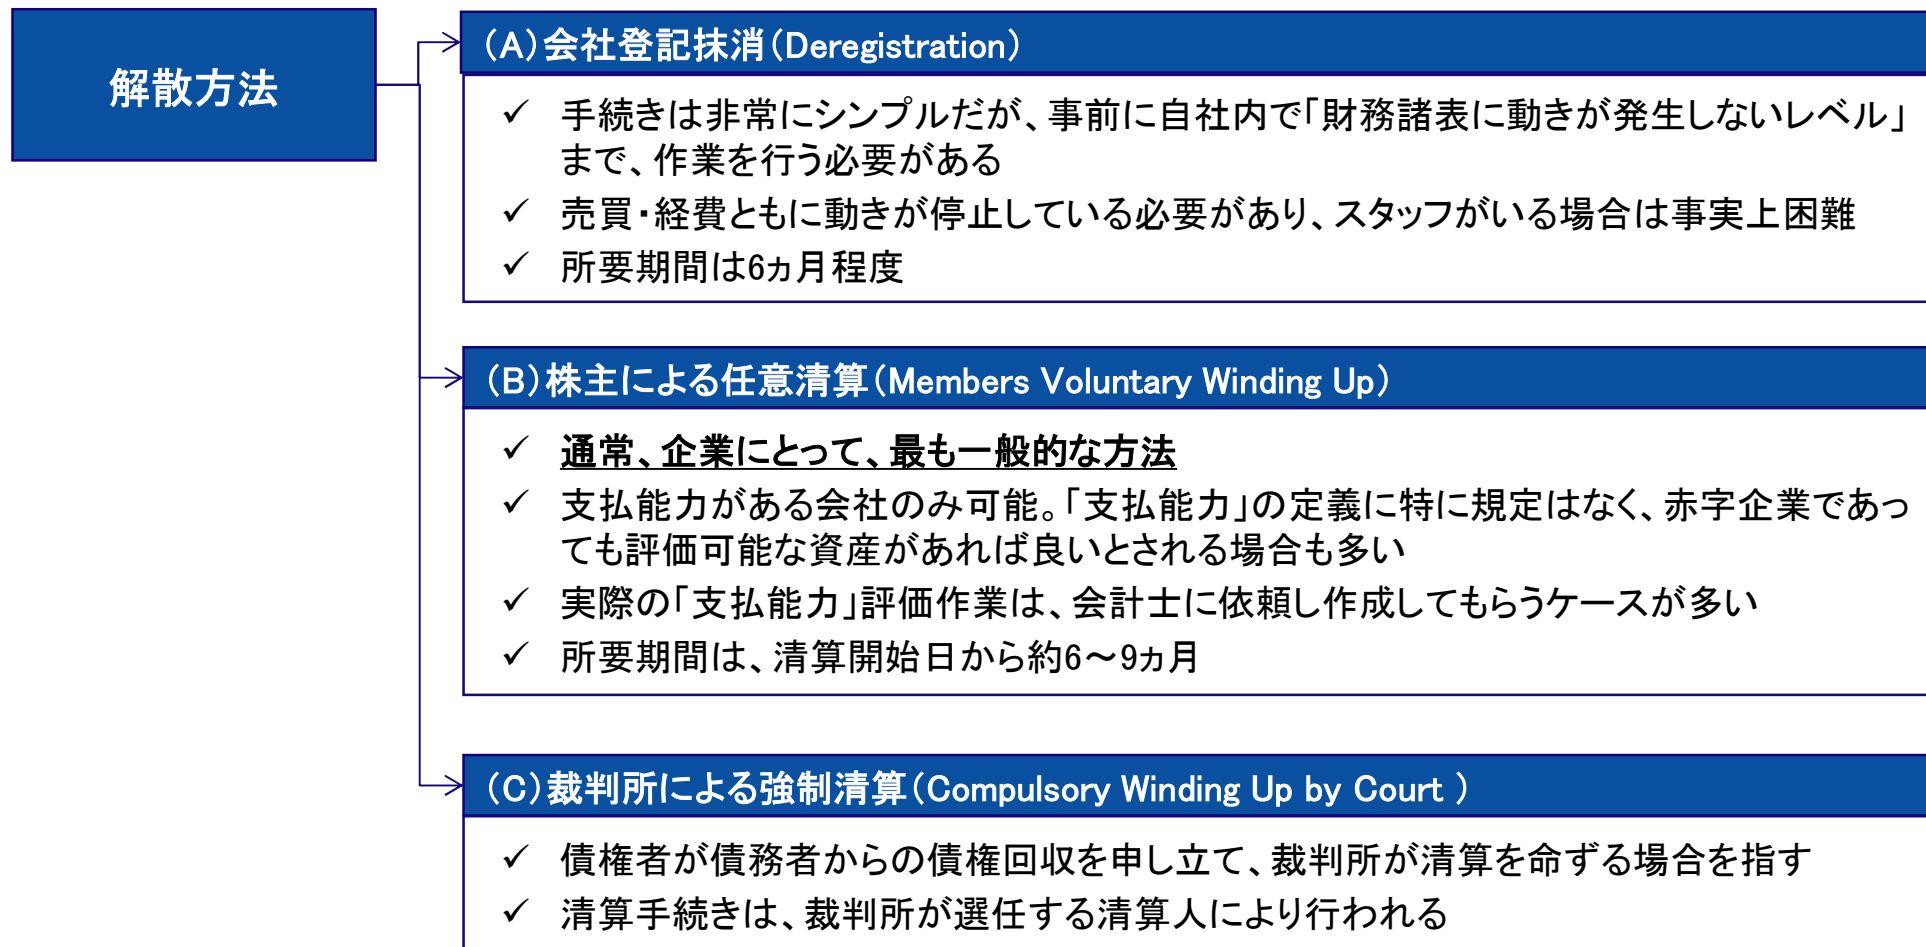 解散方法
（A）会社登記抹消（Deregistration）
✓ 手続きは非常にシンプルだが、事前に自社内で「財務諸表に動きが発生しないレベル」
まで、作業を行う必要がある
✓ 売買・経費ともに動きが停止している必要があり、スタッフがいる場合は事実上困難
✓ 所要期間は6ヵ月程度
（B）株主による任意清算（Members Voluntary Winding Up）
✓ 通常、企業にとって、最も一般的な方法
✓ 支払能力がある会社のみ可能。「支払能力」の定義に特に規定はなく、赤字企業であっ
ても評価可能な資産があれば良いとされる場合も多い
✓ 実際の「支払能力」評価作業は、会計士に依頼し作成してもらうケースが多い
✓ 所要期間は、清算開始日から約6～9ヵ月
（C）裁判所による強制清算（Compulsory Winding Up by Court ）
✓ 債権者が債務者からの債権回収を申し立て、裁判所が清算を命ずる場合を指す
✓ 清算手続きは、裁判所が選任する清算人により行われる